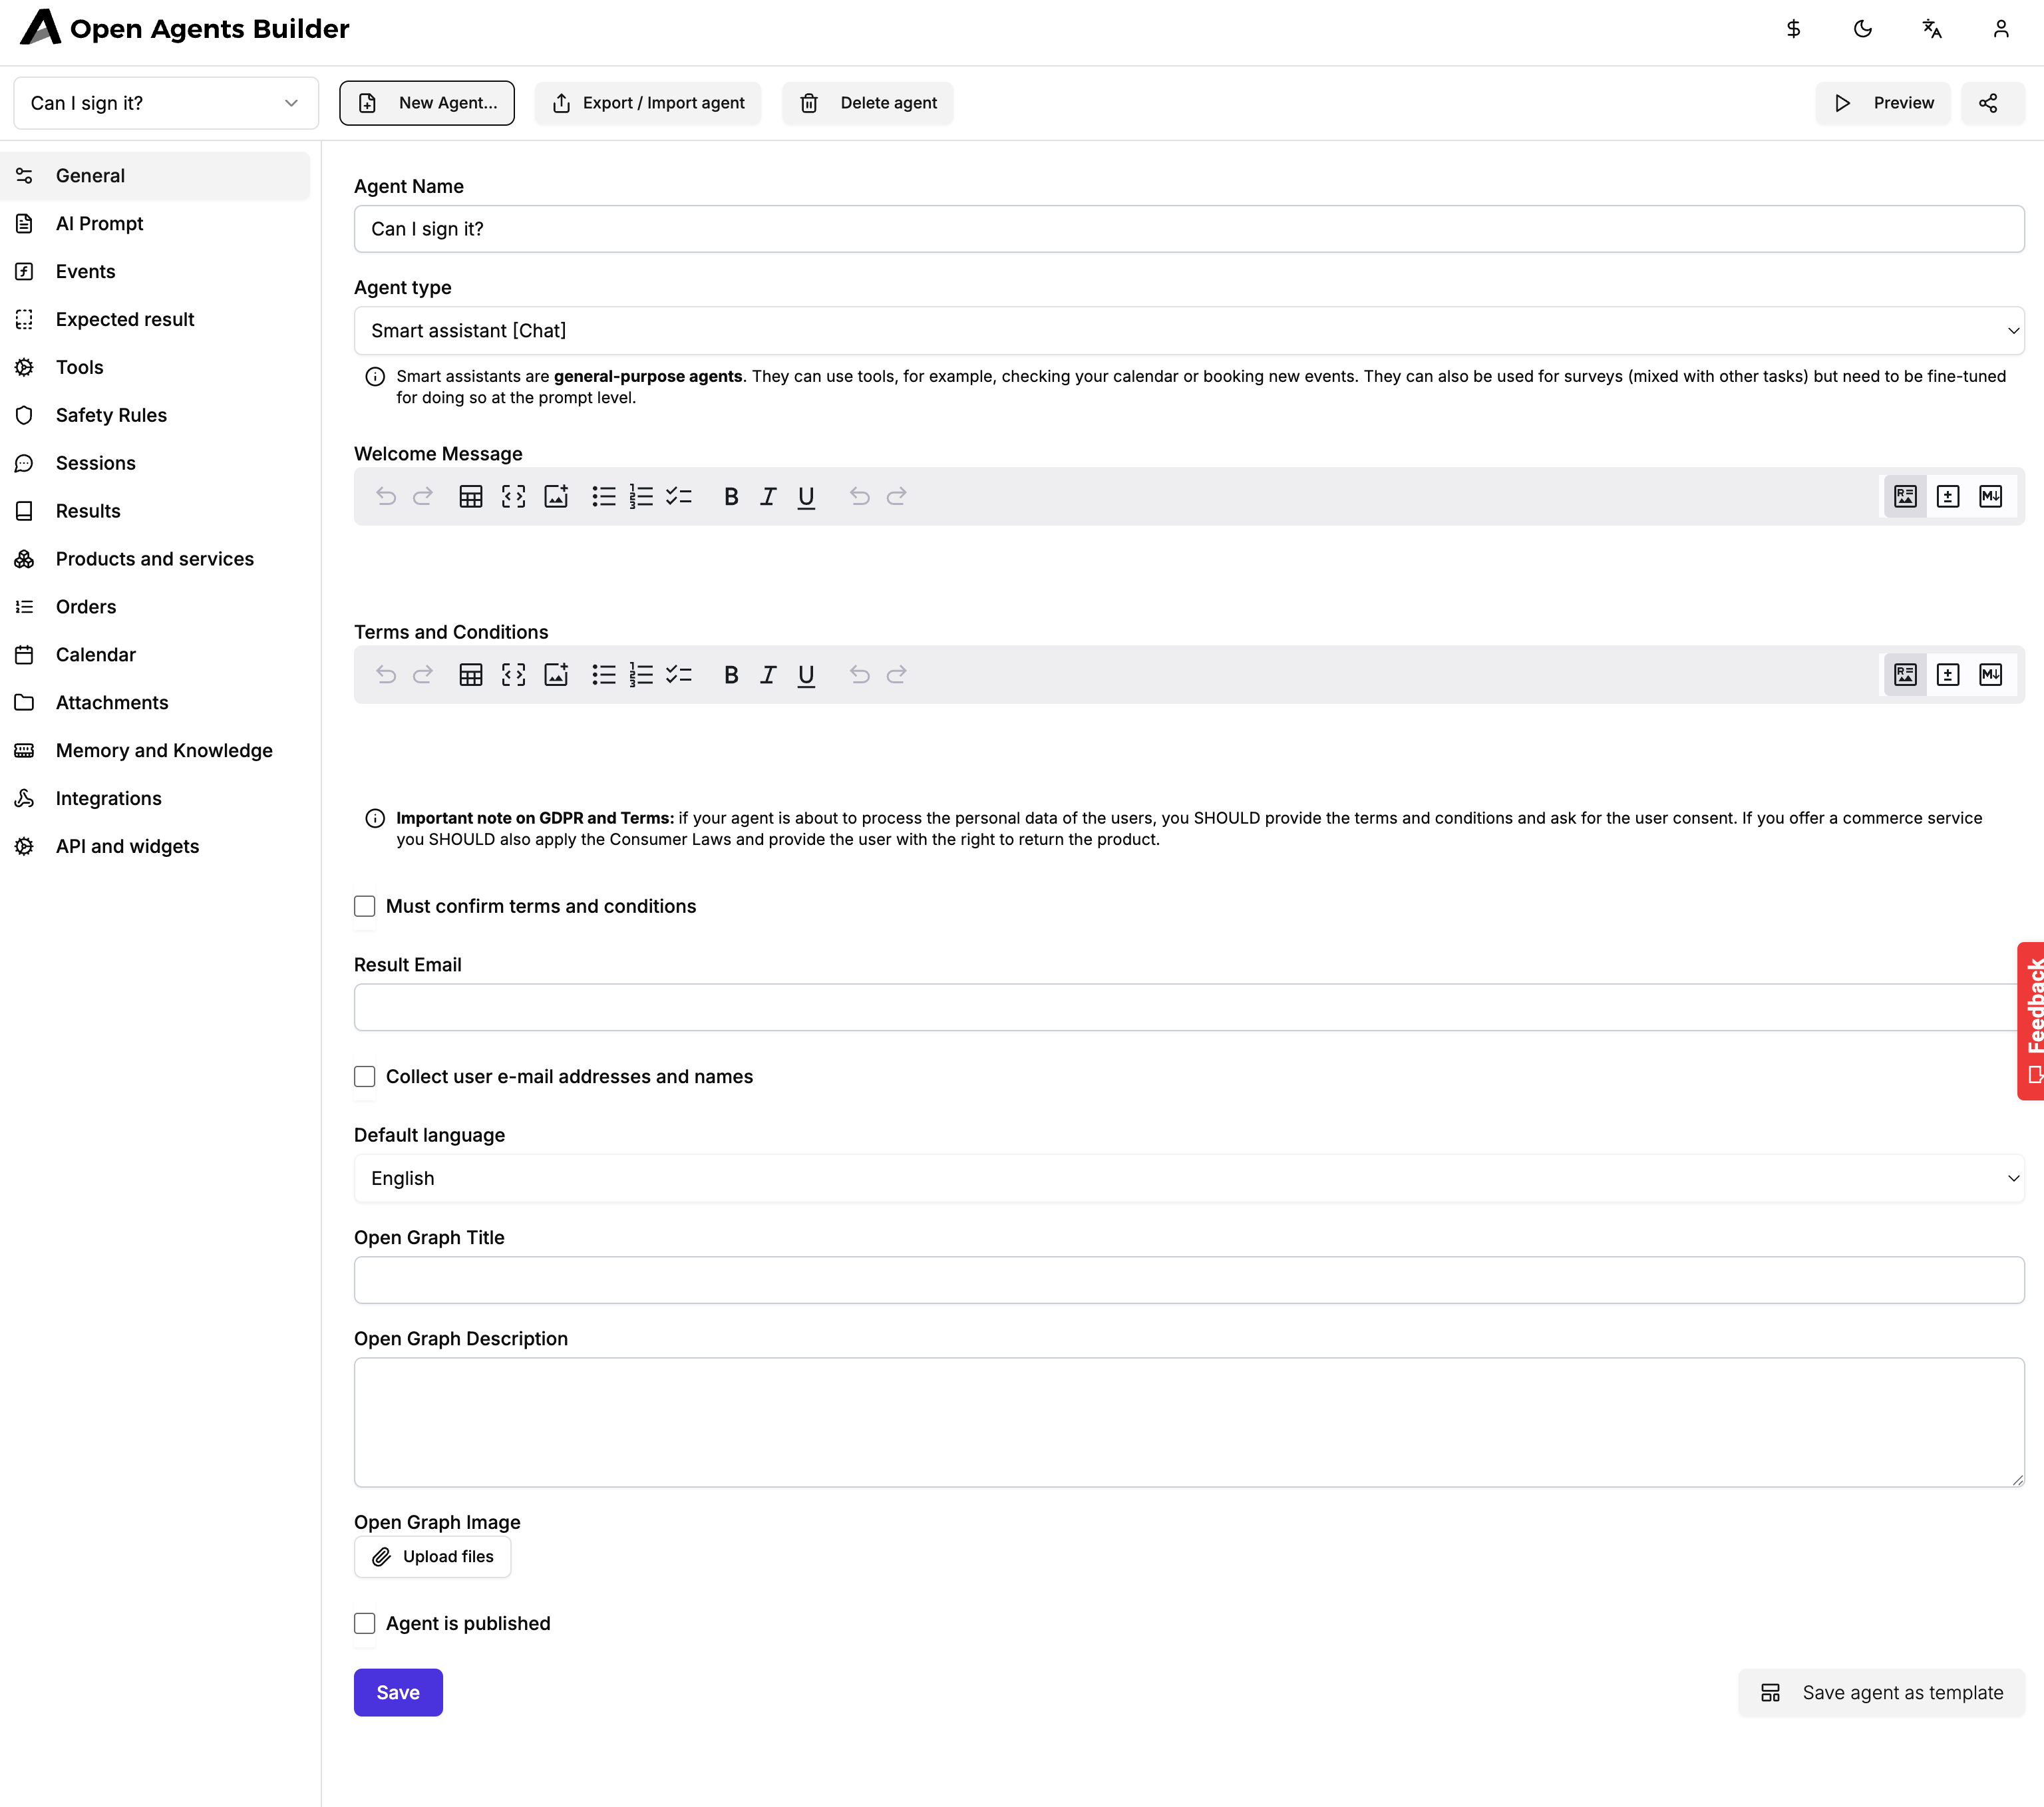 Open Agents Builder
Can I sign it?
New Agent...
Export / Import agent
Delete agent
Preview
General
AI Prompt
Events
Expected result
Tools
Safety Rules
Sessions
Results
Products and services
Orders
Calendar
Attachments
Memory and Knowledge
Integrations
API and widgets
Agent Name
Can I sign it?
Agent type
Smart assistant [Chat]
Smart assistants are general-purpose agents. They can use tools, for example, checking your calendar or booking new events. They can also be used for surveys (mixed with other tasks) but need to be fine-tuned
for doing so at the prompt level.
Welcome Message
Terms and Conditions
Important note on GDPR and Terms: if your agent is about to process the personal data of the users, you SHOULD provide the terms and conditions and ask for the user consent. If you offer a commerce service
you SHOULD also apply the Consumer Laws and provide the user with the right to return the product.
Must confirm terms and conditions
Result Email
Feedback
Collect user e-mail addresses and names
Default language
English
Open Graph Title
Open Graph Description
Open Graph Image
Upload files
Agent is published
Save
Save agent as template